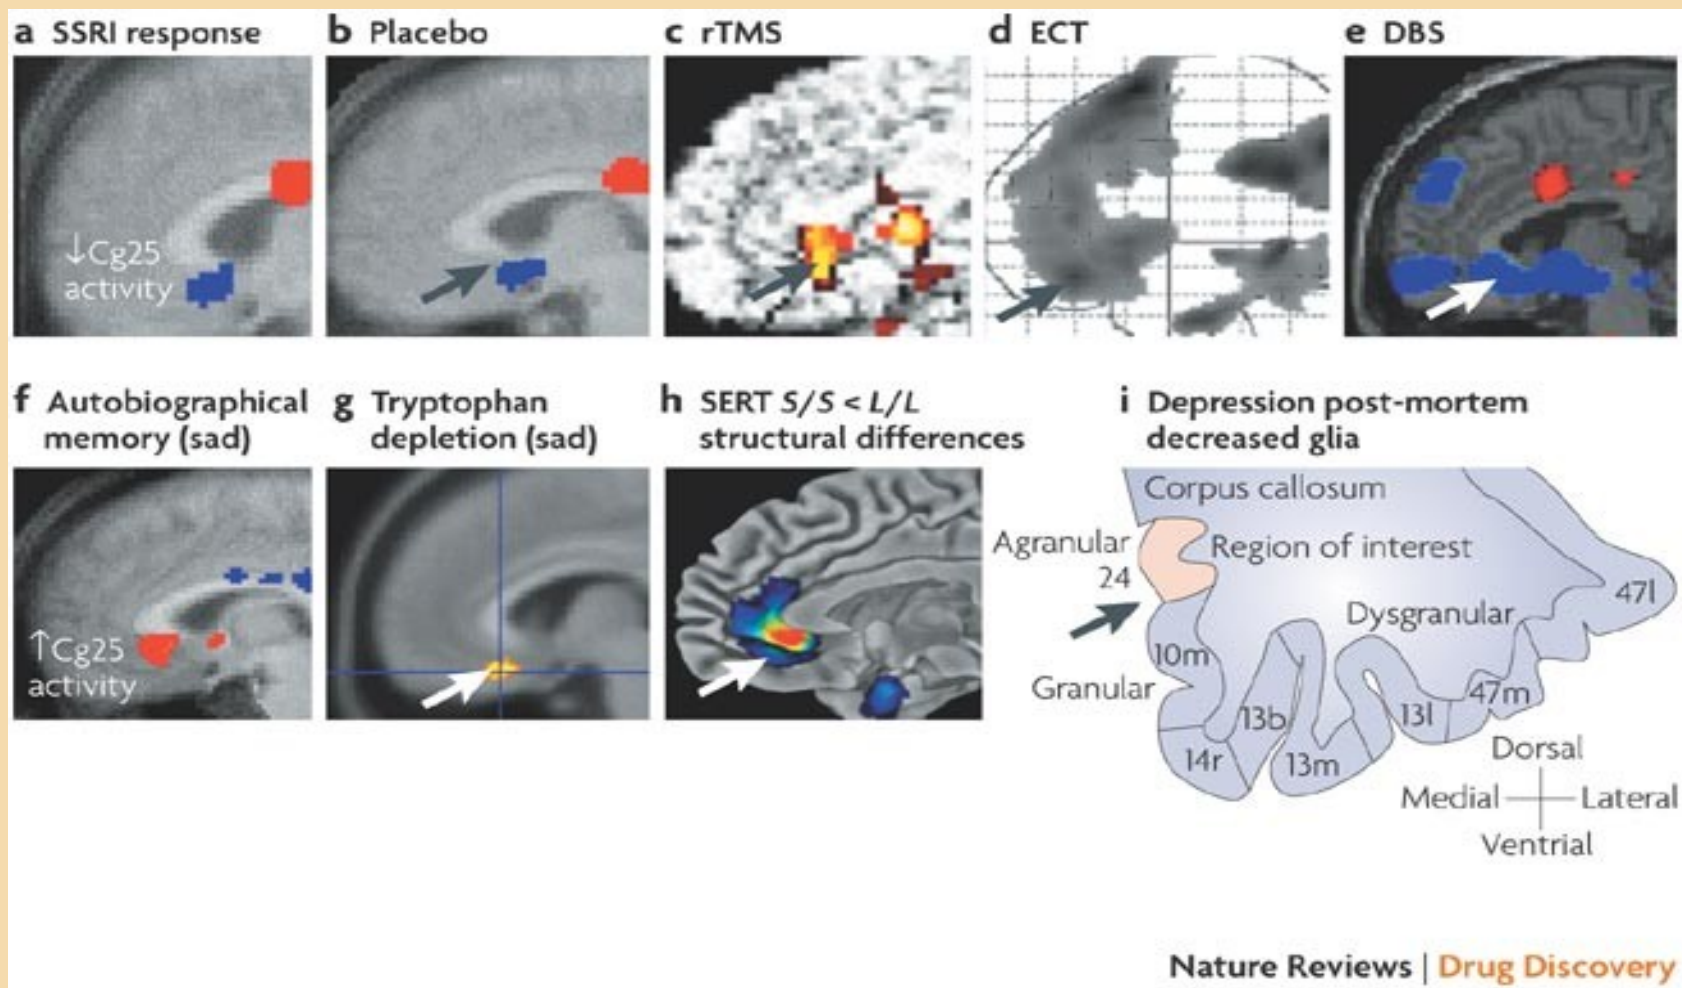 a SSRI response
b Placebo
c rTMS
d ECT
e DBS
↓Cg25
activity
f Autobiographical
memory (sad)
g Tryptophan
depletion (sad)
h SERT S/S < L/L
structural differences
i Depression post-mortem
decreased glia
↑Cg25
activity
Corpus callosum
Agranular
24
Region of interest
Dysgranular
47l
10m
Granular
47m
13b
13l
14r
13m
Dorsal
Medial
Lateral
Ventrial
Nature Reviews | Drug Discovery